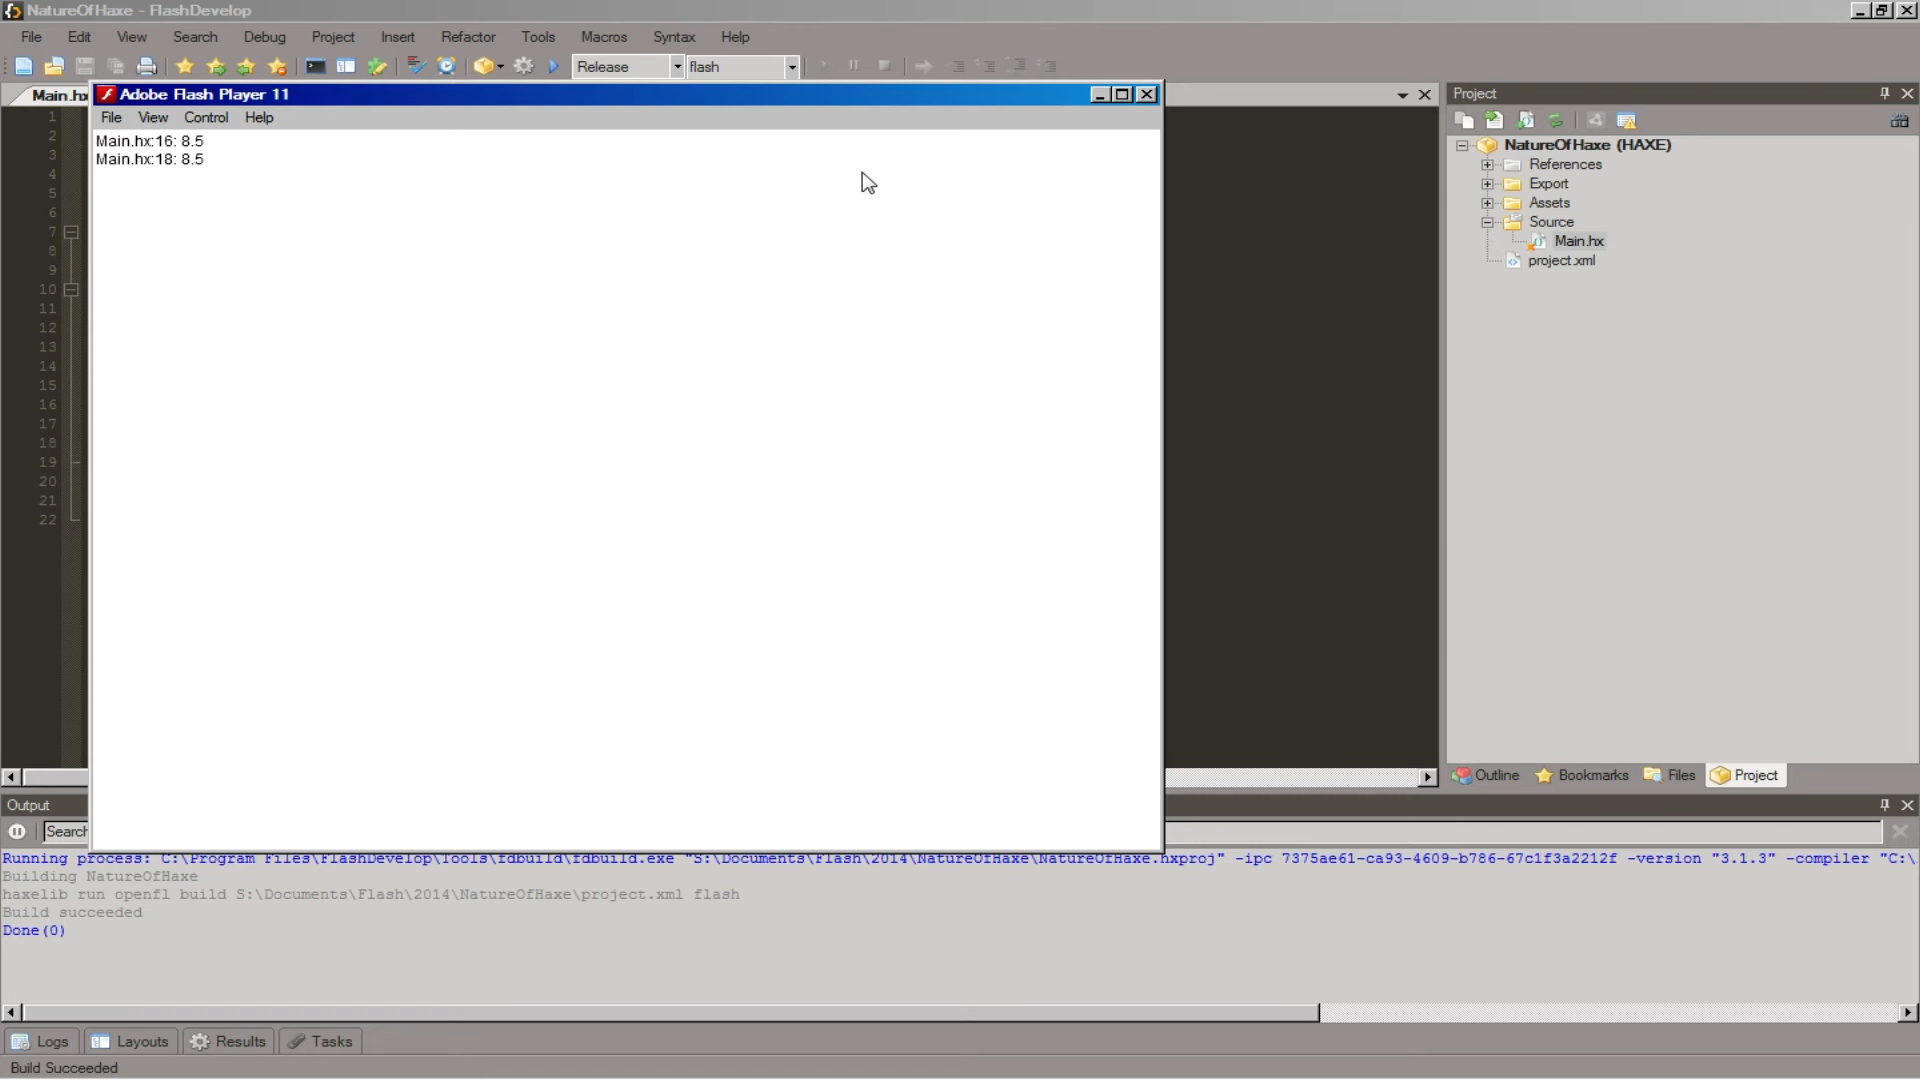 NatureOfHaxe - FlashDevelop
File Edit View Search Debug Project Insert Refactor Tools Macros Syntax Help
Release flash
Main.hx
Adobe Flash Player 11
File View Control Help
Main.hx:16: 8.5
Main.hx:18: 8.5
1
2
3
4
5
6
7
8
9
10
11
12
13
14
15
16
17
18
19
20
21
22
Project
NatureOfHaxe (HAXE)
References
Export
Assets
Source
Main.hx
project.xml
Outline Bookmarks Files Project
Output
Search
Running process: C:\Program Files\FlashDevelop\Tools\fdbuild\fdbuild.exe "S:\Documents\Flash\2014\NatureOfHaxe\NatureOfHaxe.hxproj" -ipc 7375ae61-ca93-4609-b786-67c1f3a2212f -version "3.1.3" -compiler "C:\
Building NatureOfHaxe
haxelib run openfl build S:\Documents\Flash\2014\NatureOfHaxe\project.xml flash
Build succeeded
Done(0)
Logs Layouts Results Tasks
Build Succeeded